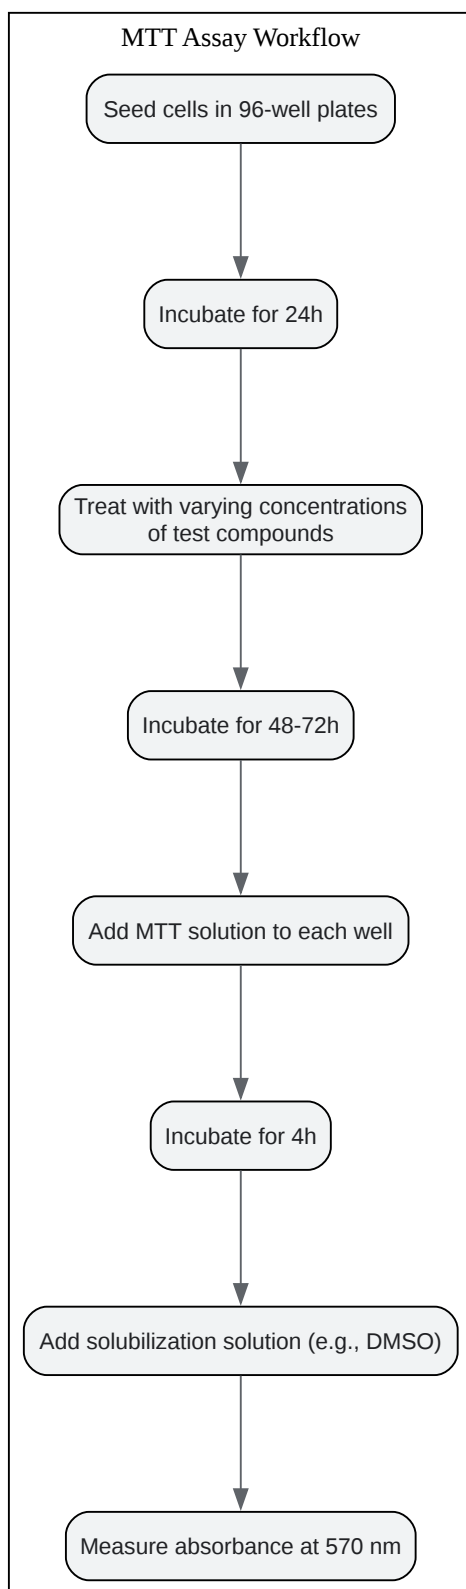 MTT Assay Workflow
Seed cells in 96-well plates
Incubate for 24h
Treat with varying concentrations
of test compounds
Incubate for 48-72h
Add MTT solution to each well
Incubate for 4h
Add solubilization solution (e.g., DMSO)
Measure absorbance at 570 nm